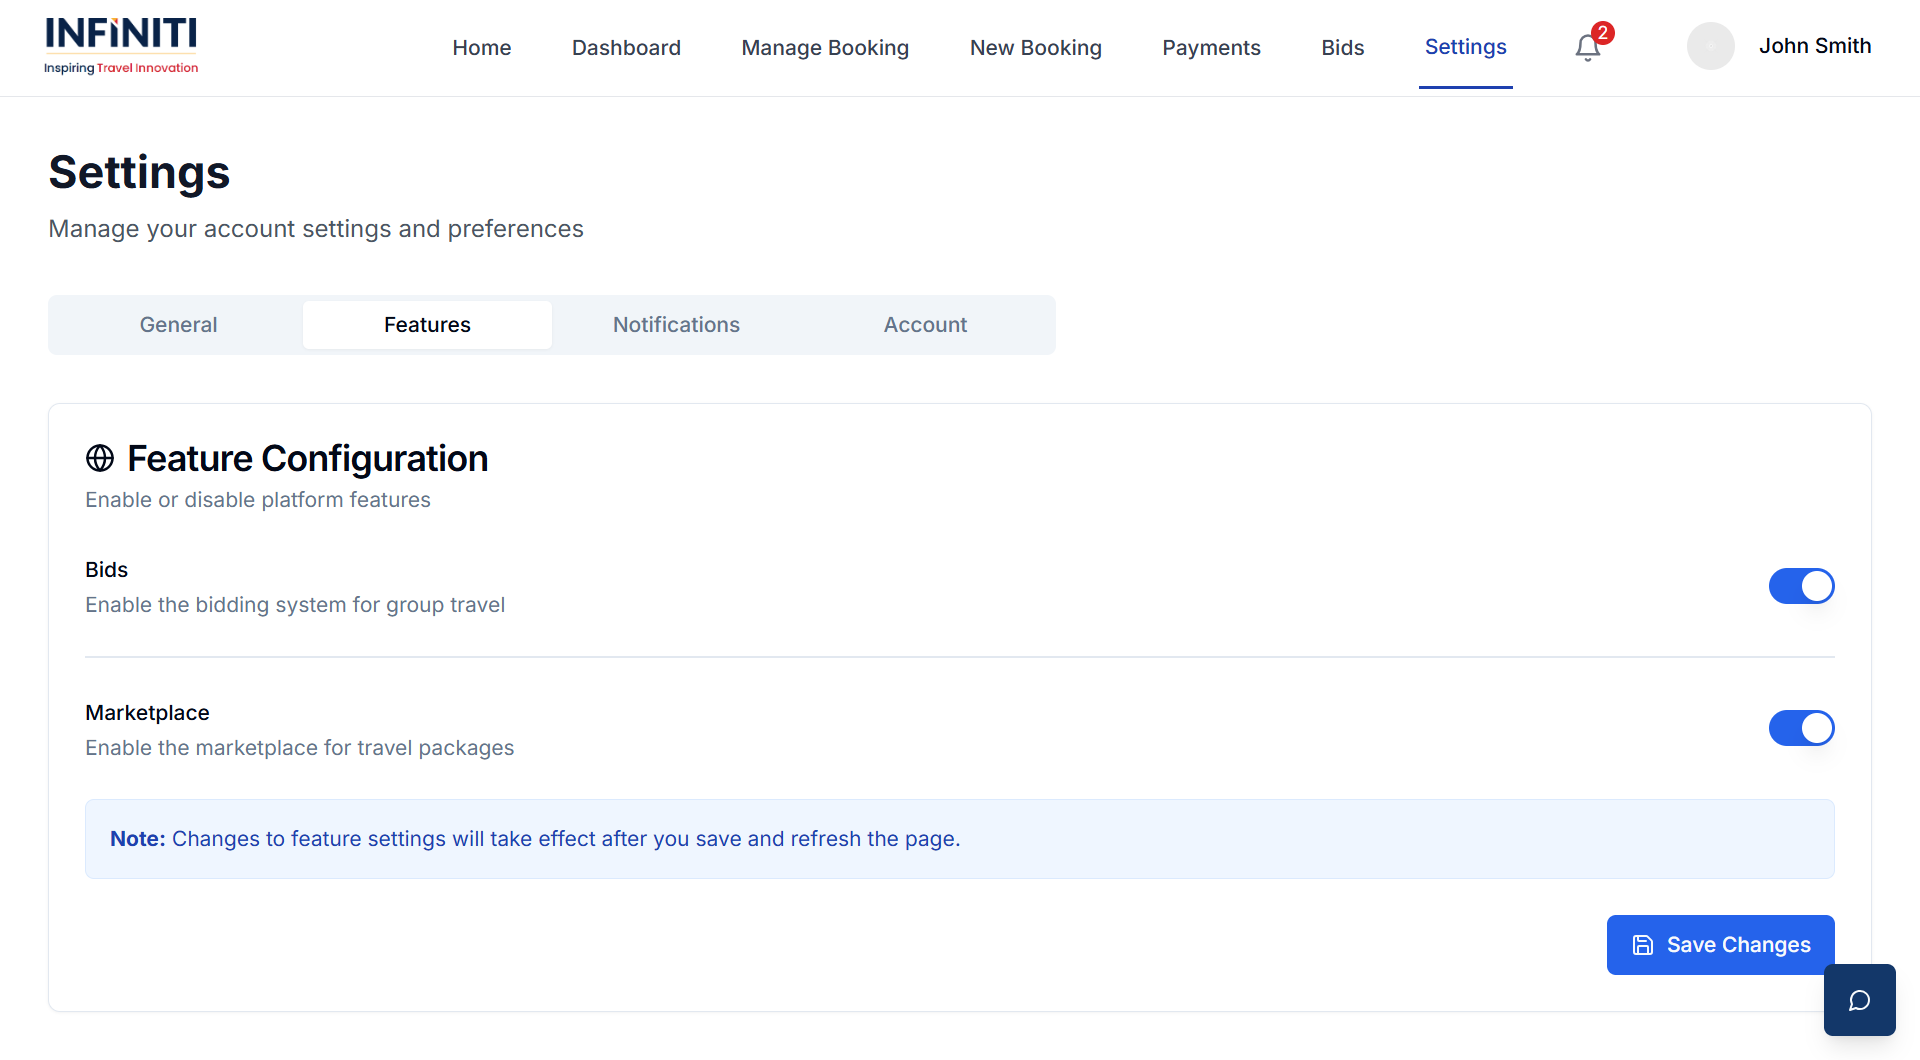 INFINITI
Inspiring Travel Innovation
Home
Dashboard
Manage Booking
New Booking
Payments
Bids
Settings
2
John Smith
Settings
Manage your account settings and preferences
General
Features
Notifications
Account
Feature Configuration
Enable or disable platform features
Bids
Enable the bidding system for group travel
Marketplace
Enable the marketplace for travel packages
Note: Changes to feature settings will take effect after you save and refresh the page.
Save Changes